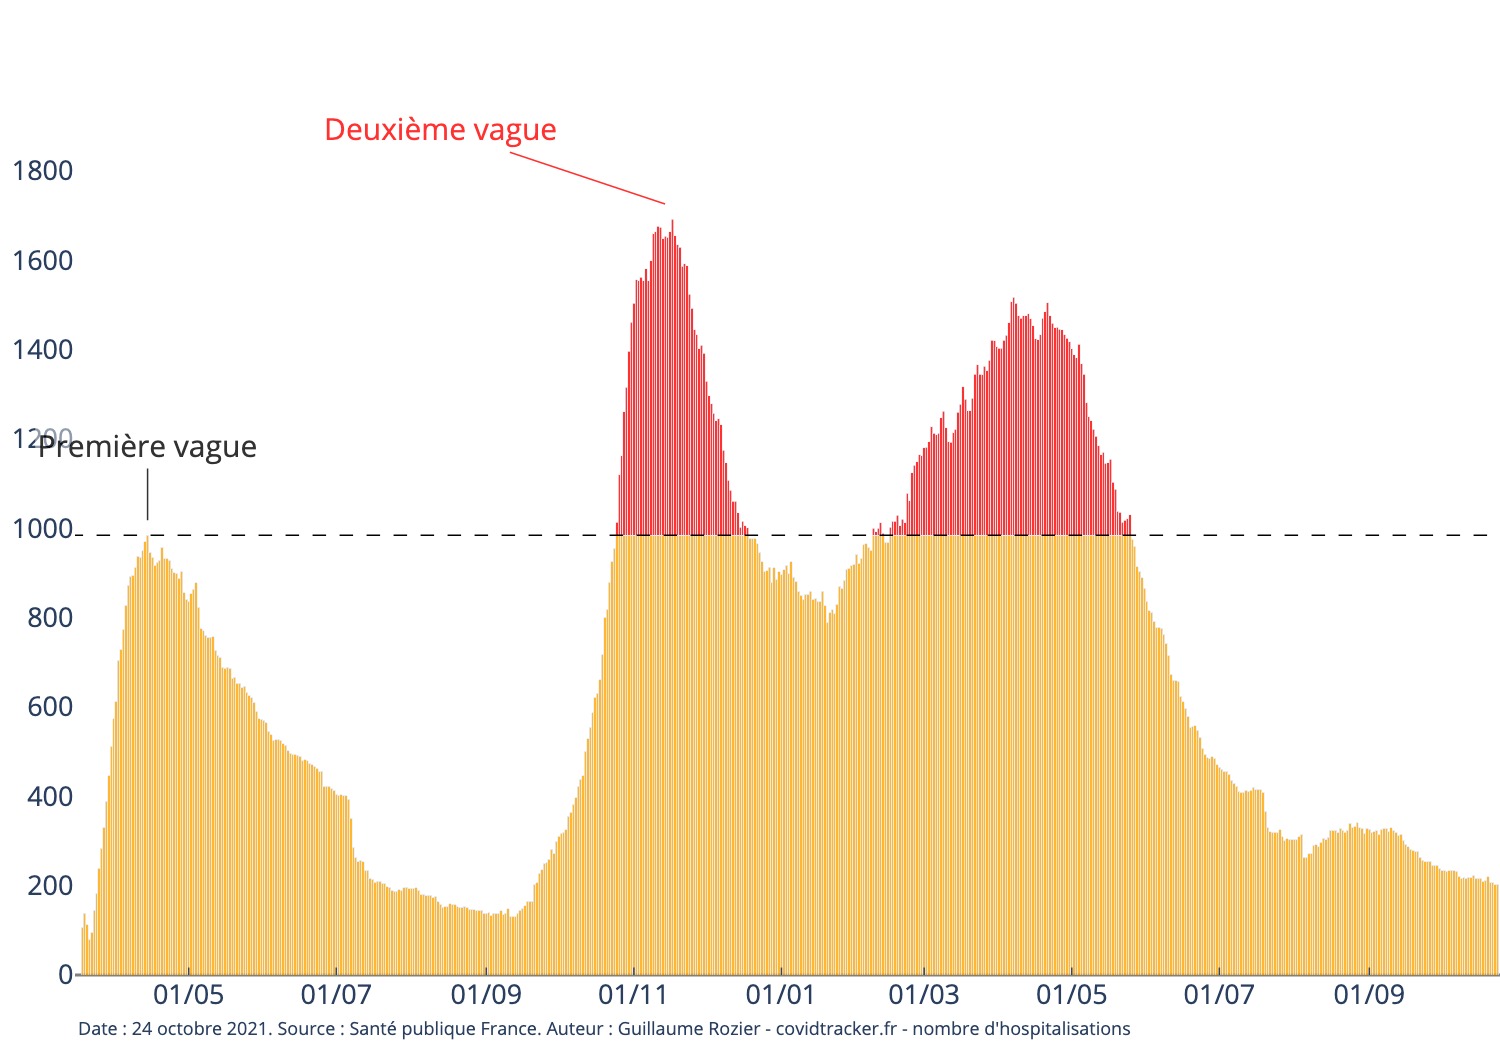 Deuxième vague
1800
1600
1400
1200
Première vague
1000
800
600
400
200
0
01/05 01/07 01/09 01/11 01/01 01/03 01/05 01/07 01/09
Date : 24 octobre 2021. Source : Santé publique France. Auteur : Guillaume Rozier - covidtracker.fr - nombre d'hospitalisations